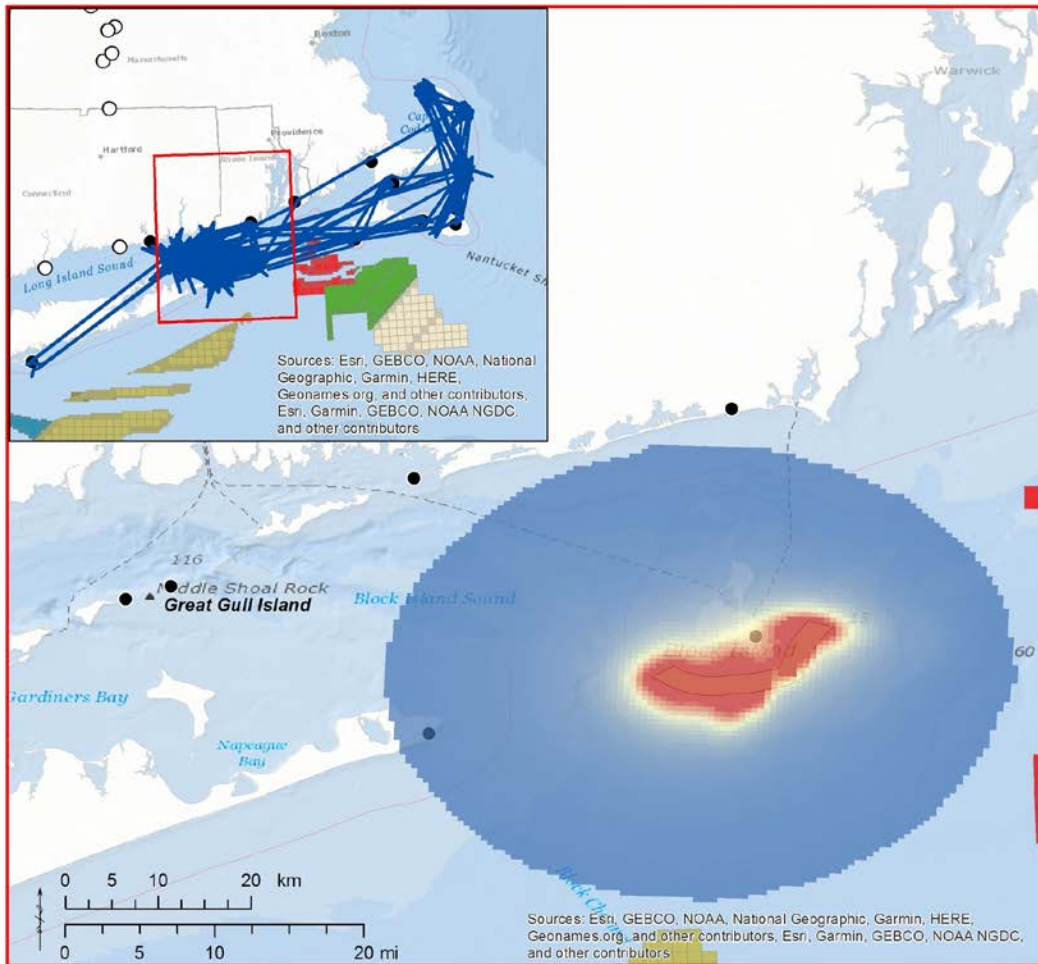 Boston
Massachusetts
Cape
Cod
Providence
Hartford
Rhode Island
Connecticut
Long Island Sound
Nantucket Sh
Sources: Esri, GEBCO, NOAA, National
Geographic, Garmin, HERE,
Geonames.org, and other contributors,
Esri, Garmin, GEBCO, NOAA NGDC,
and other contributors
Warwick
116
Middle Shoal Rock
Great Gull Island
Block Island Sound
Block Island
60
Gardiners Bay
Napeague
Bay
0 5 10 20 km
0 5 10 20 mi
Sources: Esri, GEBCO, NOAA, National Geographic, Garmin, HERE,
Geonames.org, and other contributors, Esri, Garmin, GEBCO, NOAA NGDC,
and other contributors